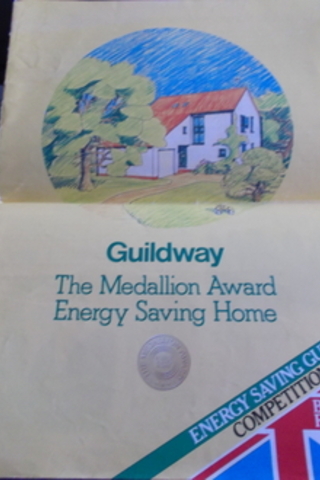 Guildway
The Medallion Award
Energy Saving Home
ENERGY SAVING
COMPETITION